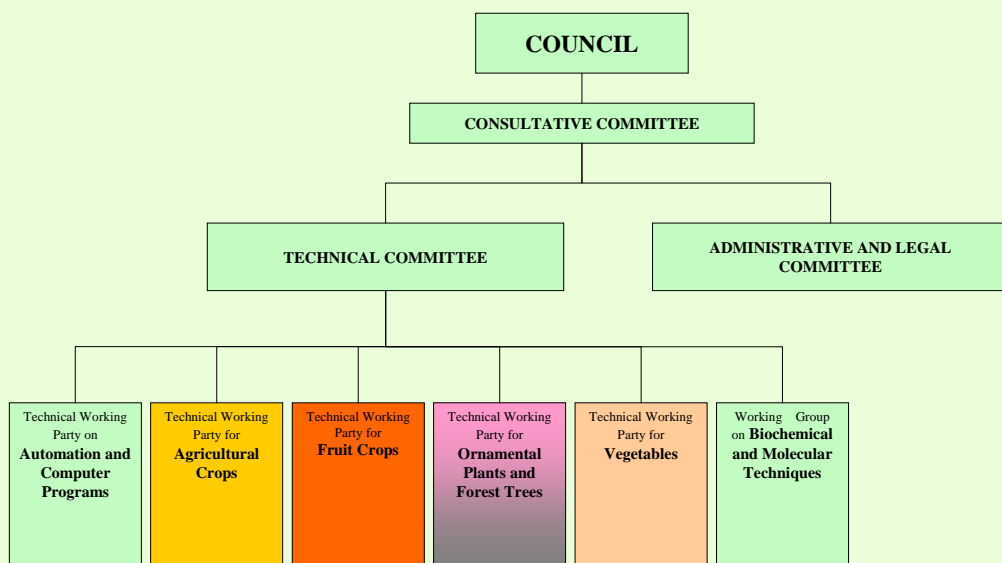 COUNCIL
CONSULTATIVE COMMITTEE
TECHNICAL COMMITTEE
ADMINISTRATIVE AND LEGAL
COMMITTEE
Technical Working
Party on
Automation and
Computer
Programs
Technical Working
Party for
Agricultural
Crops
Technical Working
Party for
Fruit Crops
Technical Working
Party for
Ornamental
Plants and
Forest Trees
Technical Working
Party for
Vegetables
Working Group
on Biochemical
and Molecular
Techniques